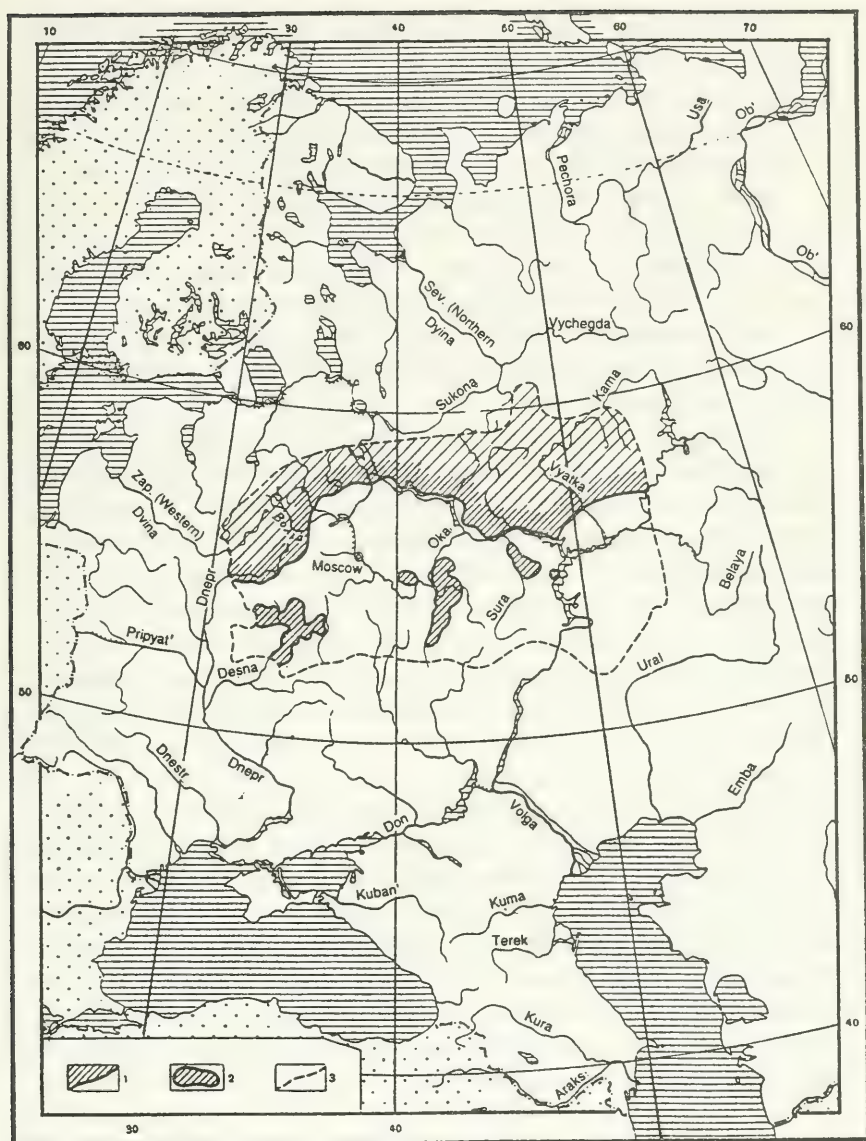 10
30
40
50
60
70
Usa
Ob'
Pechora
Ob'
Sev. (Northern
Dvina
Vychegda
60
60
Sukona
Kama
Vyatka
Zap. (Western)
Dvina
Oka
Moscow
Belaya
Dnepr
Sura
Pripyat'
Desna
Ural
50
50
Dnestr
Dnepr
Emba
Volga
Don
Kuban'
Kuma
Terek
Kura
40
Araks
1
2
3
30
40